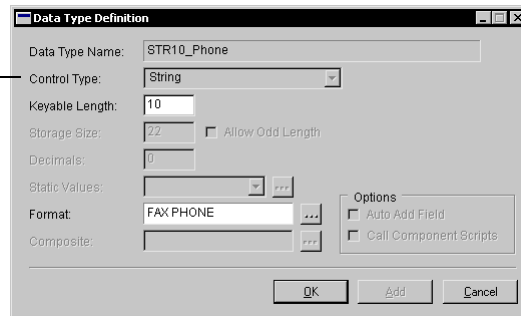 Data Type Definition
Data Type Name: STR10_Phone
Control Type: String
Keyable Length: 10
Storage Size: 22 Allow Odd Length
Decimals: 0
Static Values: ...
Options
Format: FAX PHONE ... Auto Add Field
Composite: ... Call Component Scripts
OK Add Cancel